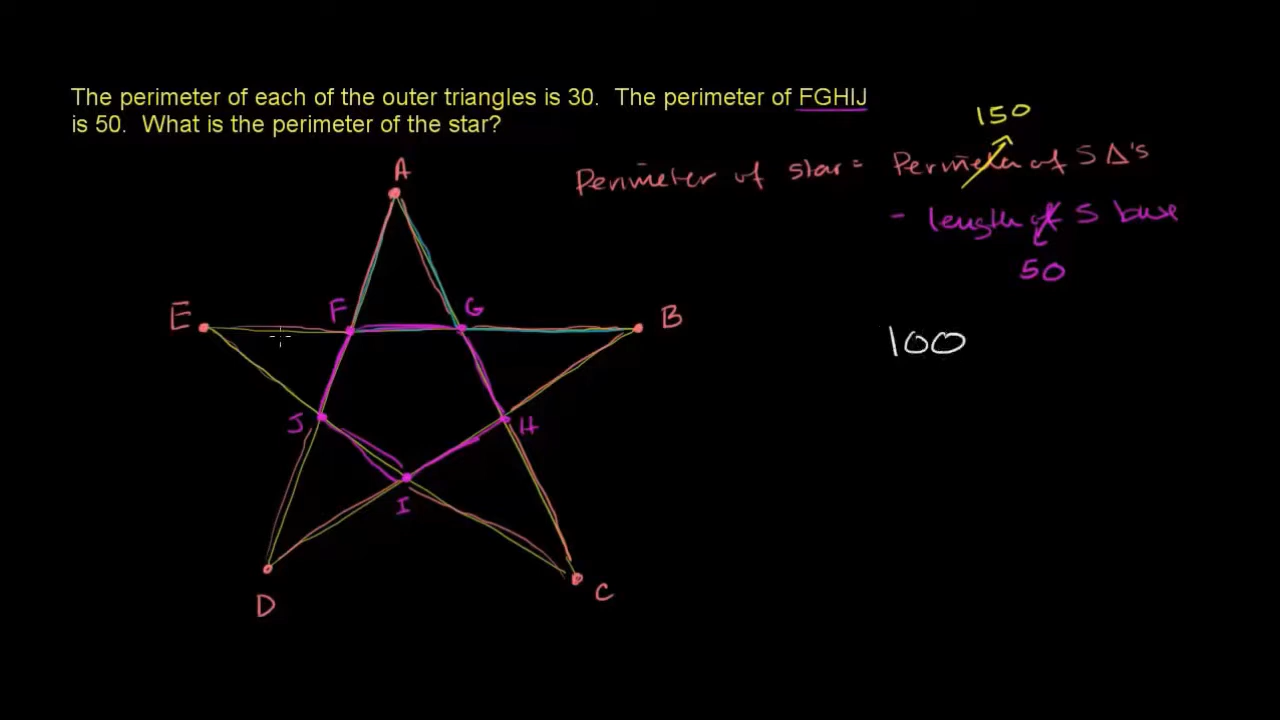 The perimeter of each of the outer triangles is 30. The perimeter of FGHIJ
is 50. What is the perimeter of the star?
150
Perimeter of star = Perimeter of 5 Δ's
- length of 5 base
50
100
A
E
F
G
B
J
H
I
D
C